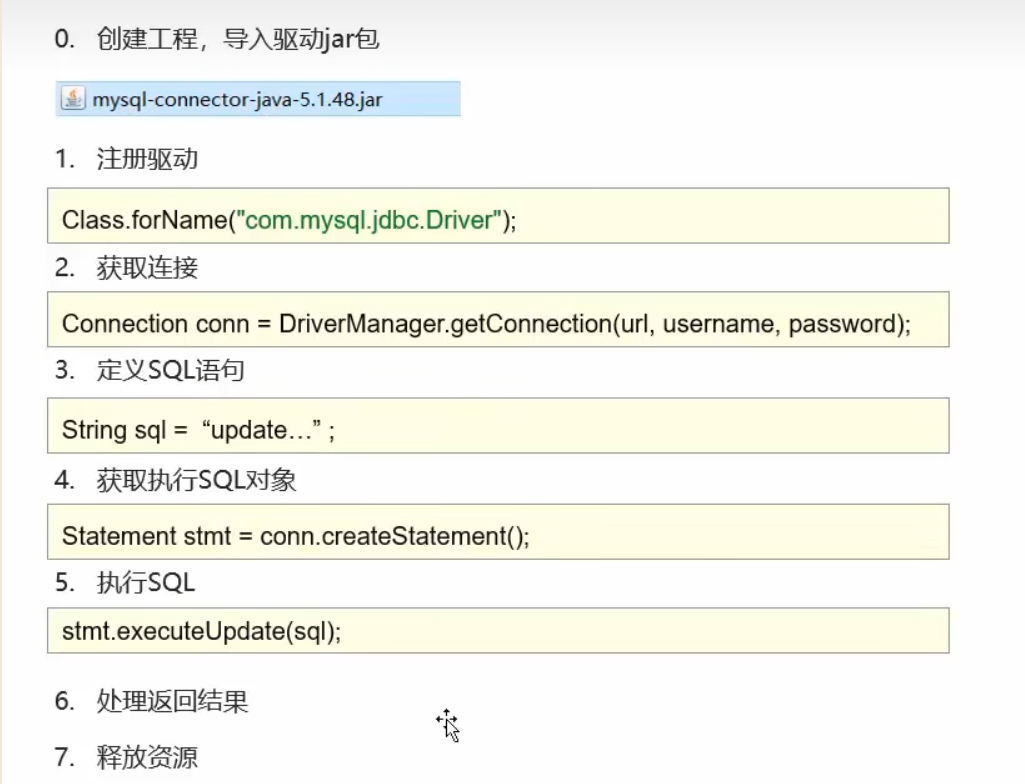 0. 创建工程，导入驱动jar包
mysql-connector-java-5.1.48.jar
1. 注册驱动
Class.forName("com.mysql.jdbc.Driver");
2. 获取连接
Connection conn = DriverManager.getConnection(url, username, password);
3. 定义SQL语句
String sql = “update…” ;
4. 获取执行SQL对象
Statement stmt = conn.createStatement();
5. 执行SQL
stmt.executeUpdate(sql);
6. 处理返回结果
7. 释放资源